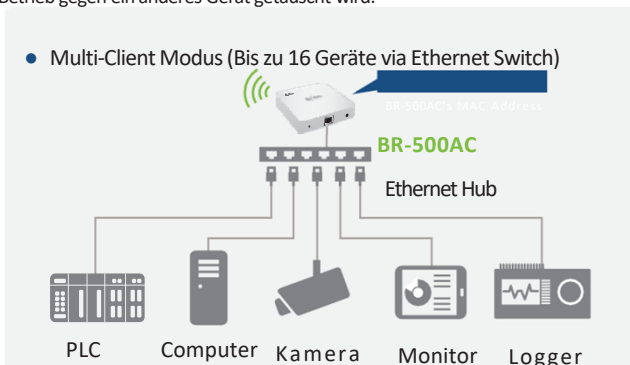 Betrieb gegen ein anderes Gerät getauscht wird.
• Multi-Client Modus (Bis zu 16 Geräte via Ethernet Switch)
BR-500AC's MAC Address
BR-500AC
Ethernet Hub
PLC Computer Kamera Monitor Logger